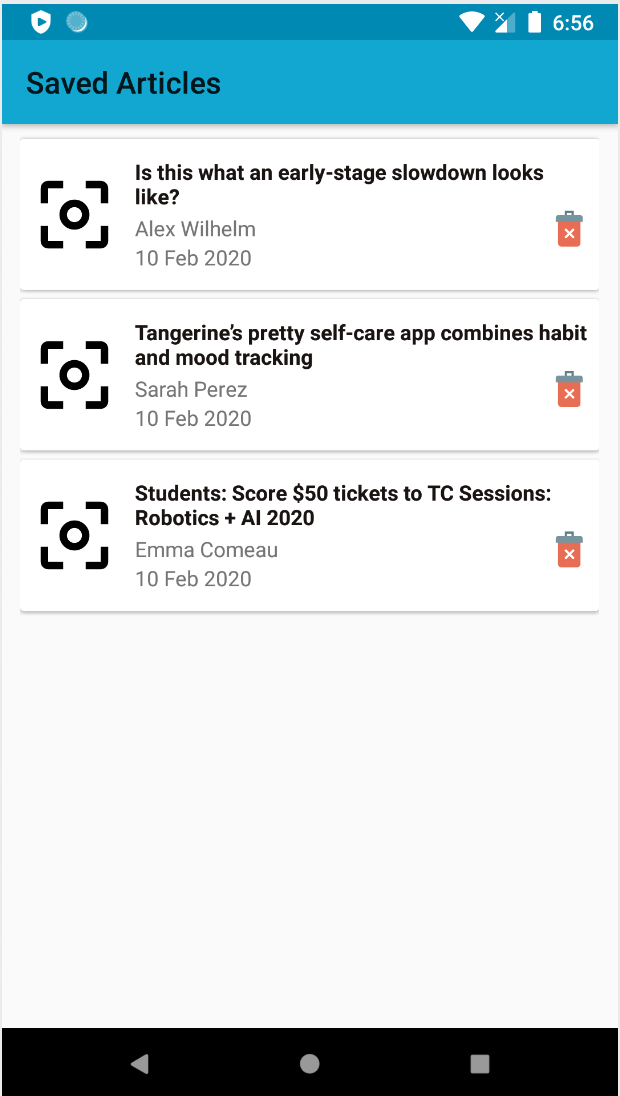 6:56
Saved Articles
Is this what an early-stage slowdown looks
like?
Alex Wilhelm
10 Feb 2020
Tangerine’s pretty self-care app combines habit
and mood tracking
Sarah Perez
10 Feb 2020
Students: Score $50 tickets to TC Sessions:
Robotics + AI 2020
Emma Comeau
10 Feb 2020